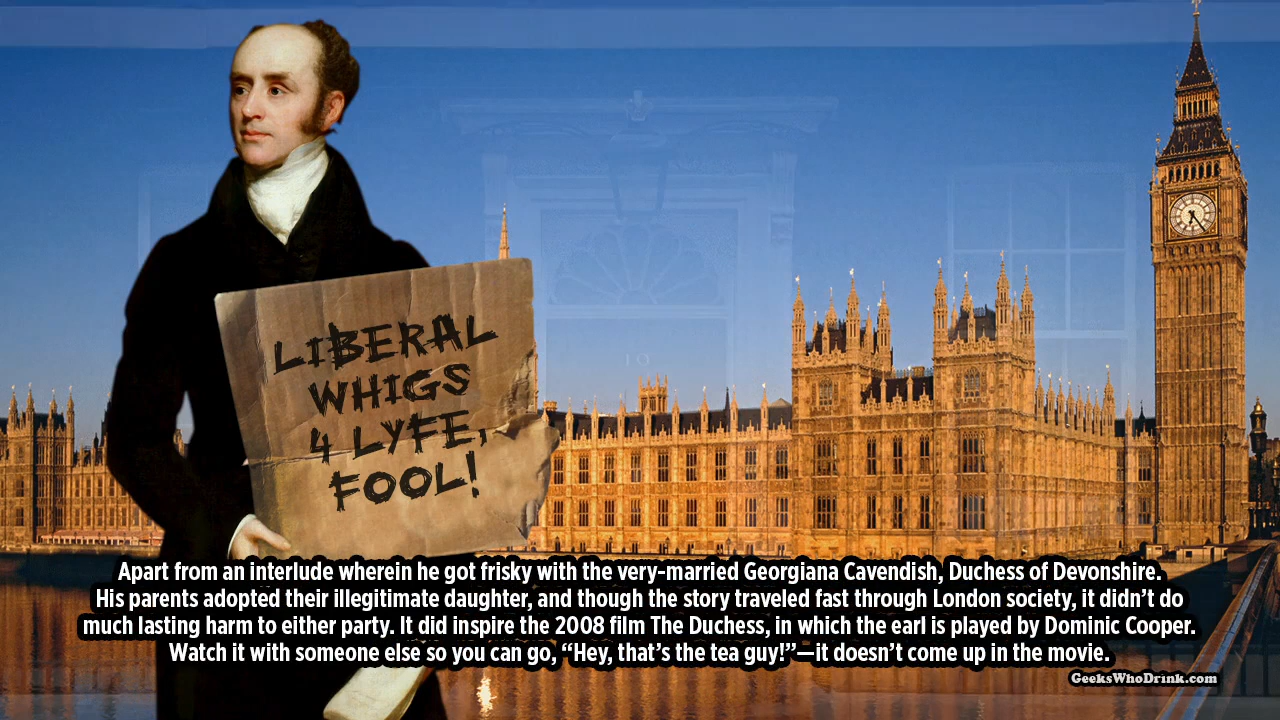 LIBERAL
WHIGS
4 LYFE,
FOOL!
Apart from an interlude wherein he got frisky with the very-married Georgiana Cavendish, Duchess of Devonshire.
His parents adopted their illegitimate daughter, and though the story traveled fast through London society, it didn’t do
much lasting harm to either party. It did inspire the 2008 film The Duchess, in which the earl is played by Dominic Cooper.
Watch it with someone else so you can go, “Hey, that’s the tea guy!”—it doesn’t come up in the movie.
GeeksWhoDrink.com